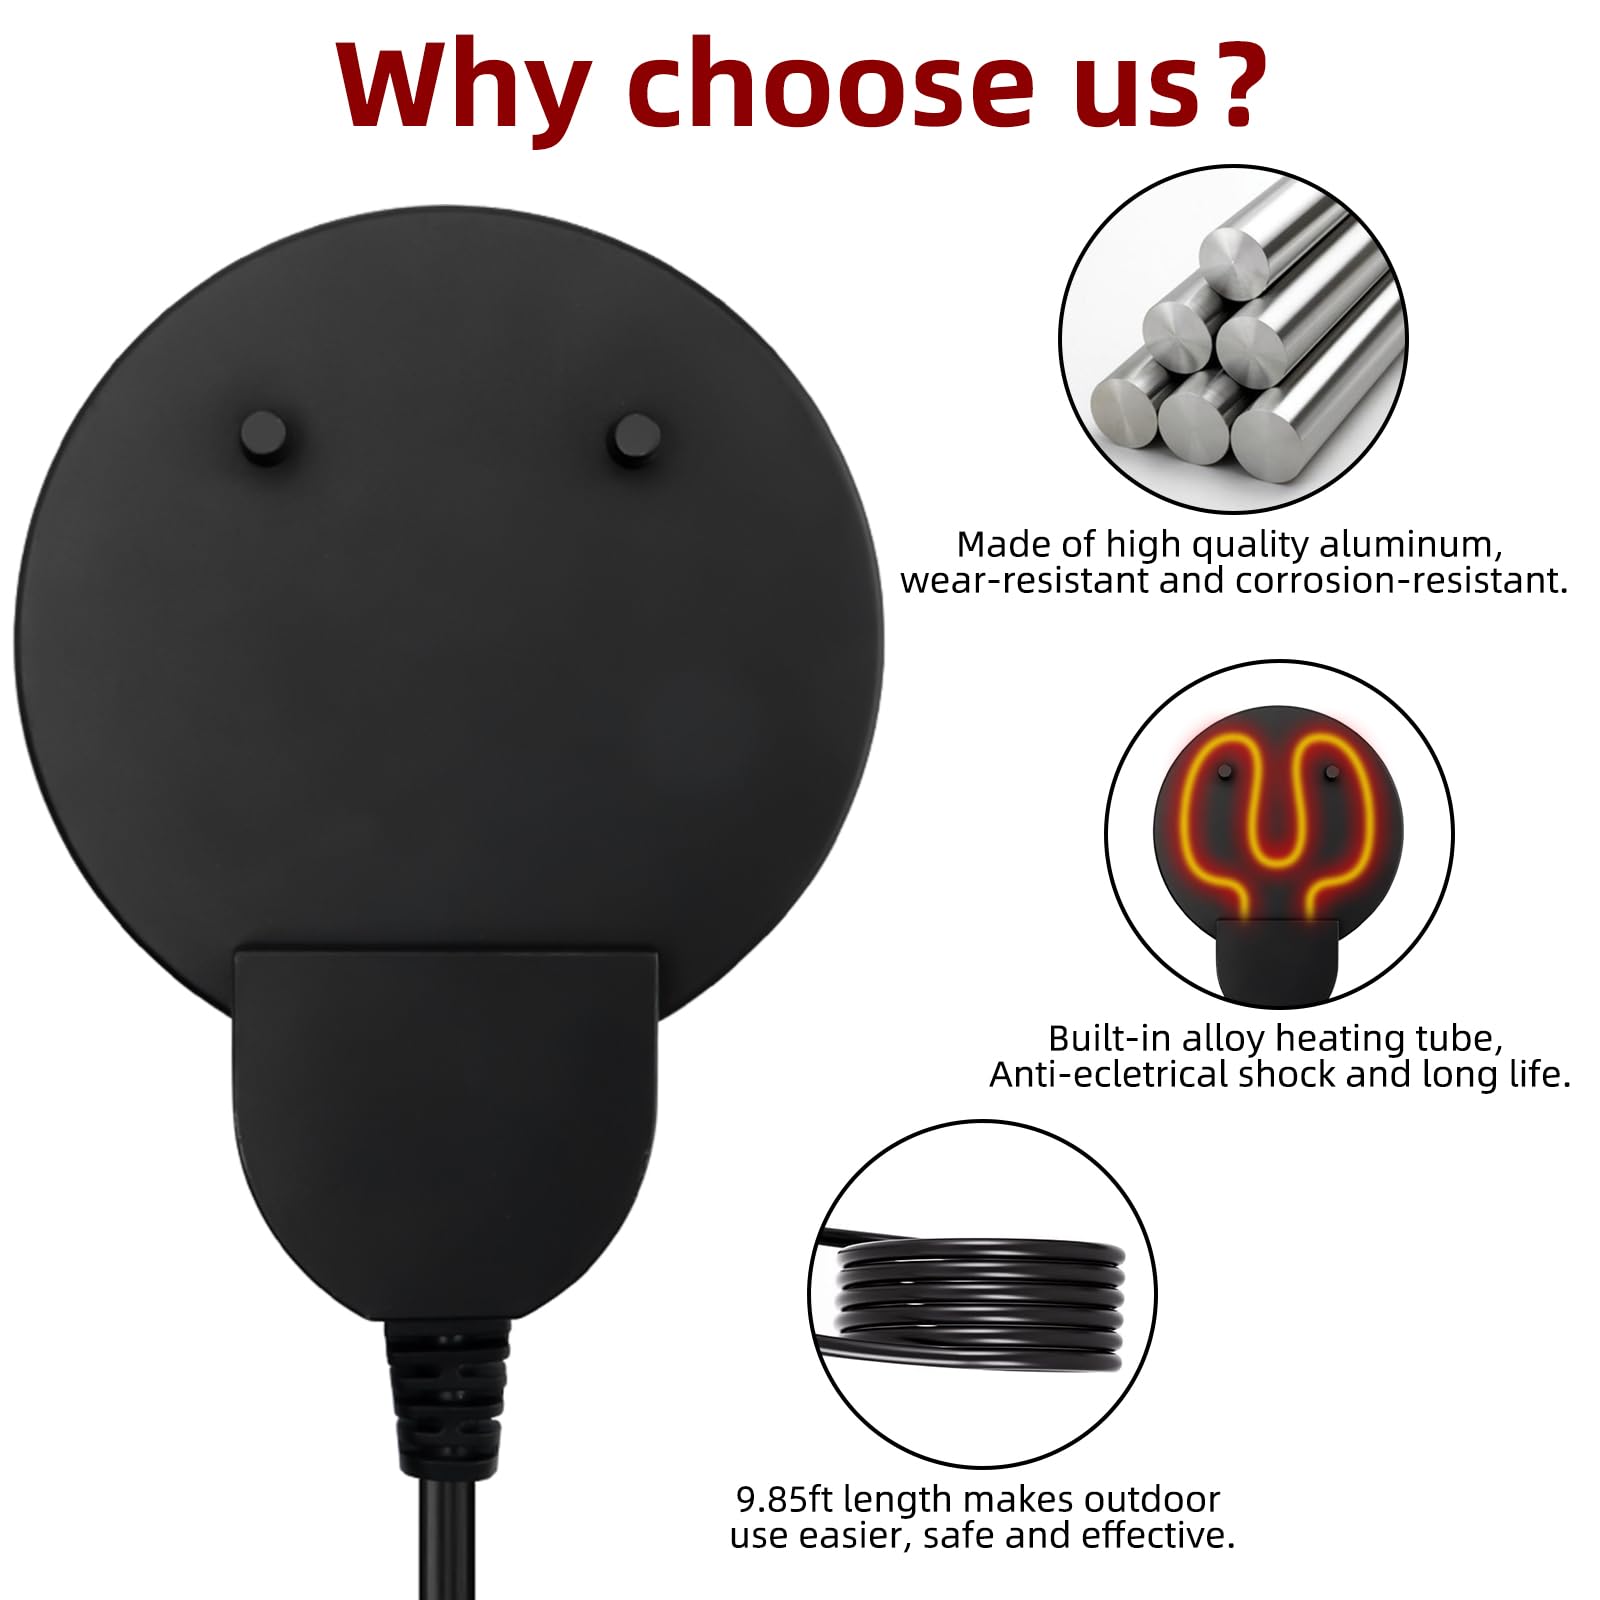 Why choose us?
Made of high quality aluminum,
wear-resistant and corrosion-resistant.
Built-in alloy heating tube,
Anti-ecletrical shock and long life.
9.85ft length makes outdoor
use easier, safe and effective.